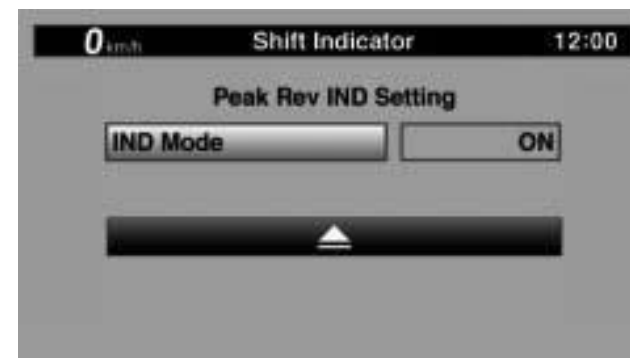 0 km/h Shift Indicator 12:00
Peak Rev IND Setting
IND Mode ON